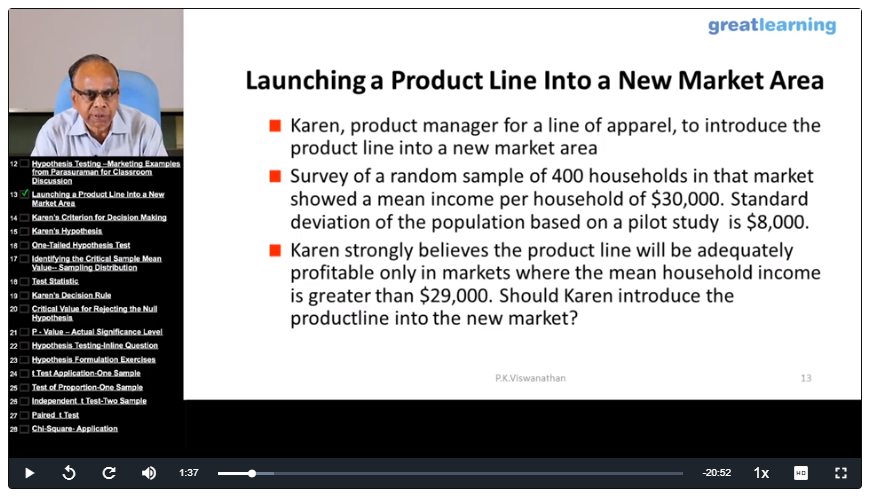 greatlearning
Launching a Product Line Into a New Market Area
Karen, product manager for a line of apparel, to introduce the
product line into a new market area
Survey of a random sample of 400 households in that market
showed a mean income per household of $30,000. Standard
deviation of the population based on a pilot study is $8,000.
Karen strongly believes the product line will be adequately
profitable only in markets where the mean household income
is greater than $29,000. Should Karen introduce the
productline into the new market?
P.K.Viswanathan
13
12 Hypothesis Testing –Marketing Examples
from Parasuraman for Classroom
Discussion
13 Launching a Product Line Into a New
Market Area
14 Karen's Criterion for Decision Making
15 Karen's Hypothesis
16 One-Tailed Hypothesis Test
17 Identifying the Critical Sample Mean
Value-- Sampling Distribution
18 Test Statistic
19 Karen's Decision Rule
20 Critical Value for Rejecting the Null
Hypothesis
21 P - Value – Actual Significance Level
22 Hypothesis Testing-Inline Question
23 Hypothesis Formulation Exercises
24 t Test Application-One Sample
25 Test of Proportion-One Sample
26 Independent t Test-Two Sample
27 Paired t Test
28 Chi-Square- Application
1:37
-20:52
1x
HD